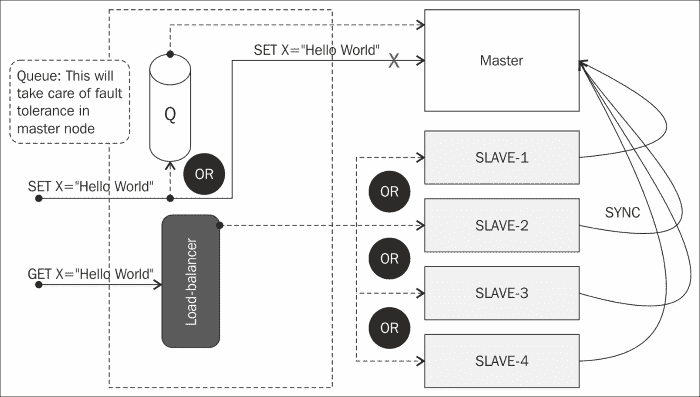 SET X="Hello World"
Master
Queue: This will
take care of fault
tolerance in
master node
Q
OR
SET X="Hello World"
SLAVE-1
OR
SLAVE-2
SYNC
Load-balancer
OR
GET X="Hello World"
SLAVE-3
OR
SLAVE-4